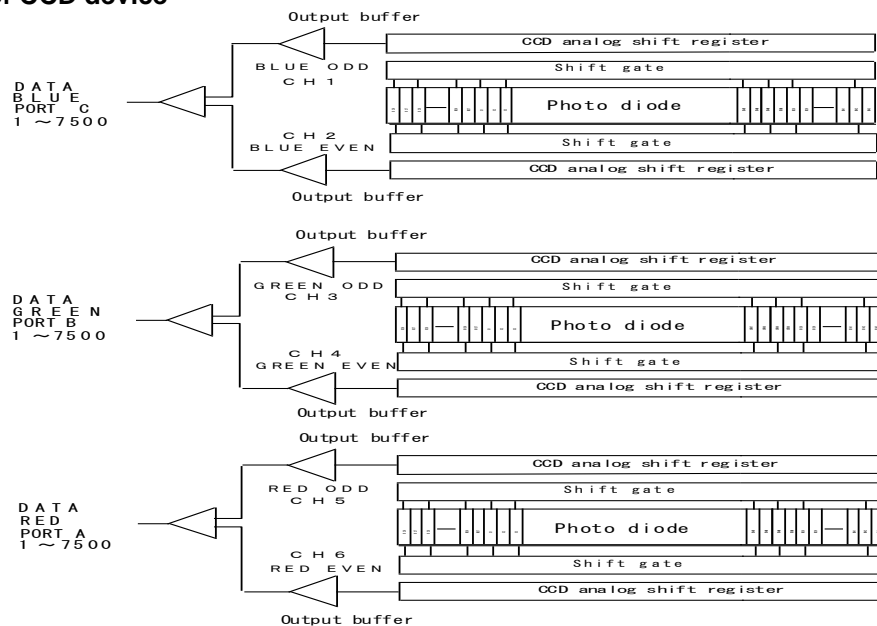 CCD device
Output buffer
CCD analog shift register
BLUE ODD
CH1
Shift gate
DATA
BLUE
PORT C
1 ~7500
Photo diode
CH2
BLUE EVEN
Shift gate
CCD analog shift register
Output buffer
Output buffer
CCD analog shift register
GREEN ODD
CH3
Shift gate
DATA
GREEN
PORT B
1 ~7500
Photo diode
CH4
GREEN EVEN
Shift gate
CCD analog shift register
Output buffer
Output buffer
CCD analog shift register
RED ODD
CH5
Shift gate
DATA
RED
PORT A
1 ~7500
Photo diode
CH6
RED EVEN
Shift gate
CCD analog shift register
Output buffer